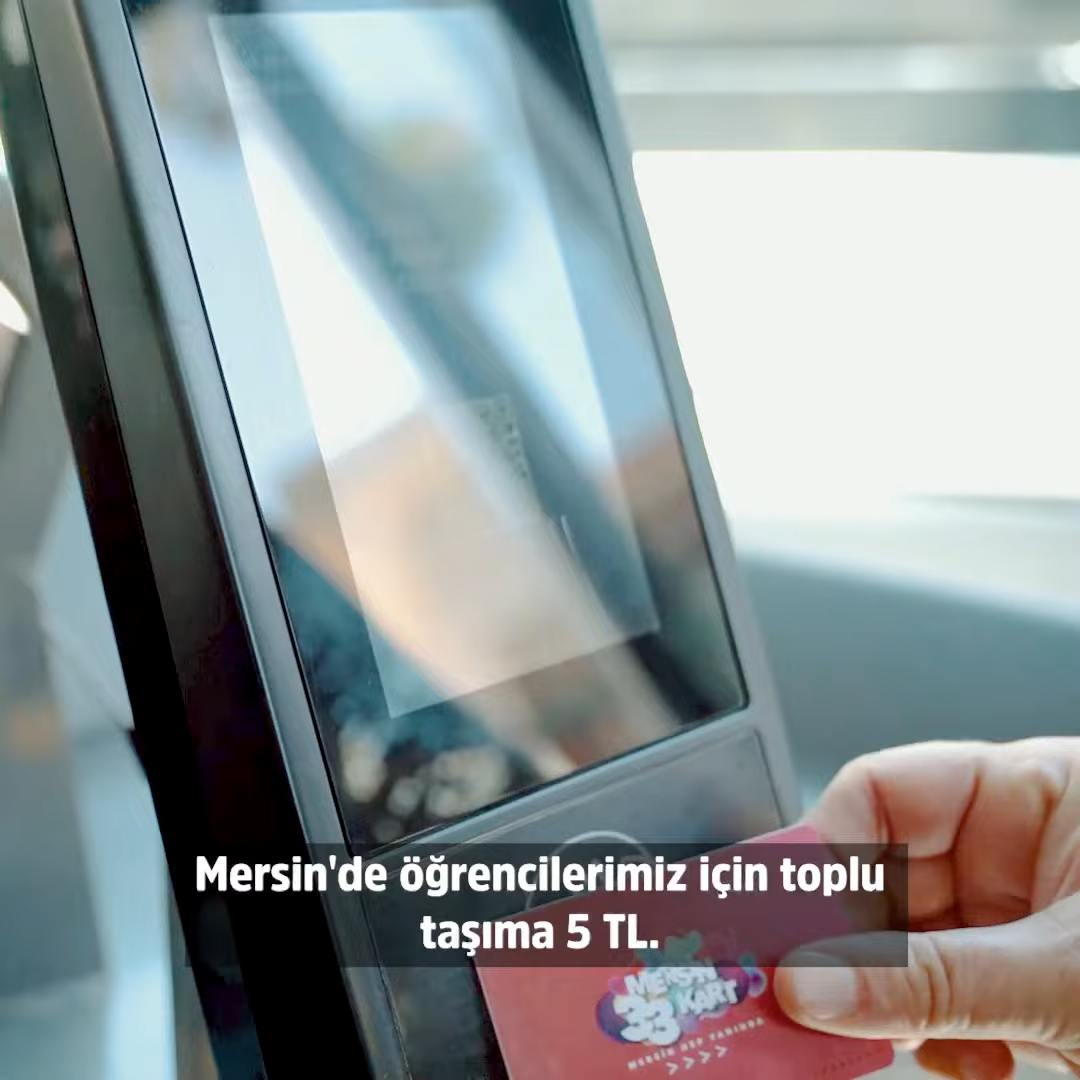 Mersin'de öğrencilerimiz için toplu
taşıma 5 TL.
MERSİN
33 KART
MERSİN HEP YANINDA
>>>>